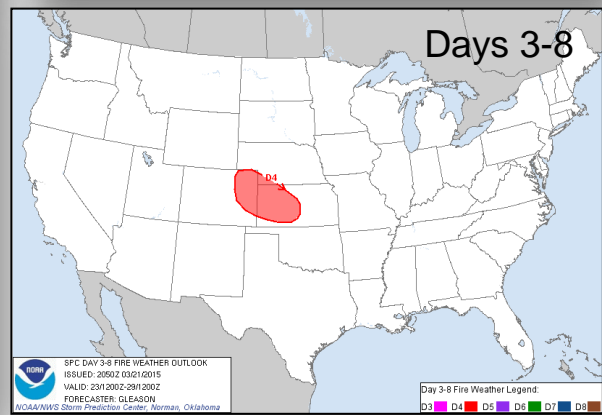 Days 3-8
D4
NOAA
SPC DAY 3-8 FIRE WEATHER OUTLOOK
ISSUED: 2050Z 03/21/2015
VALID: 23/1200Z-29/1200Z
FORECASTER: GLEASON
NOAA/NWS Storm Prediction Center, Norman, Oklahoma
Day 3-8 Fire Weather Legend:
D3 D4 D5 D6 D7 D8